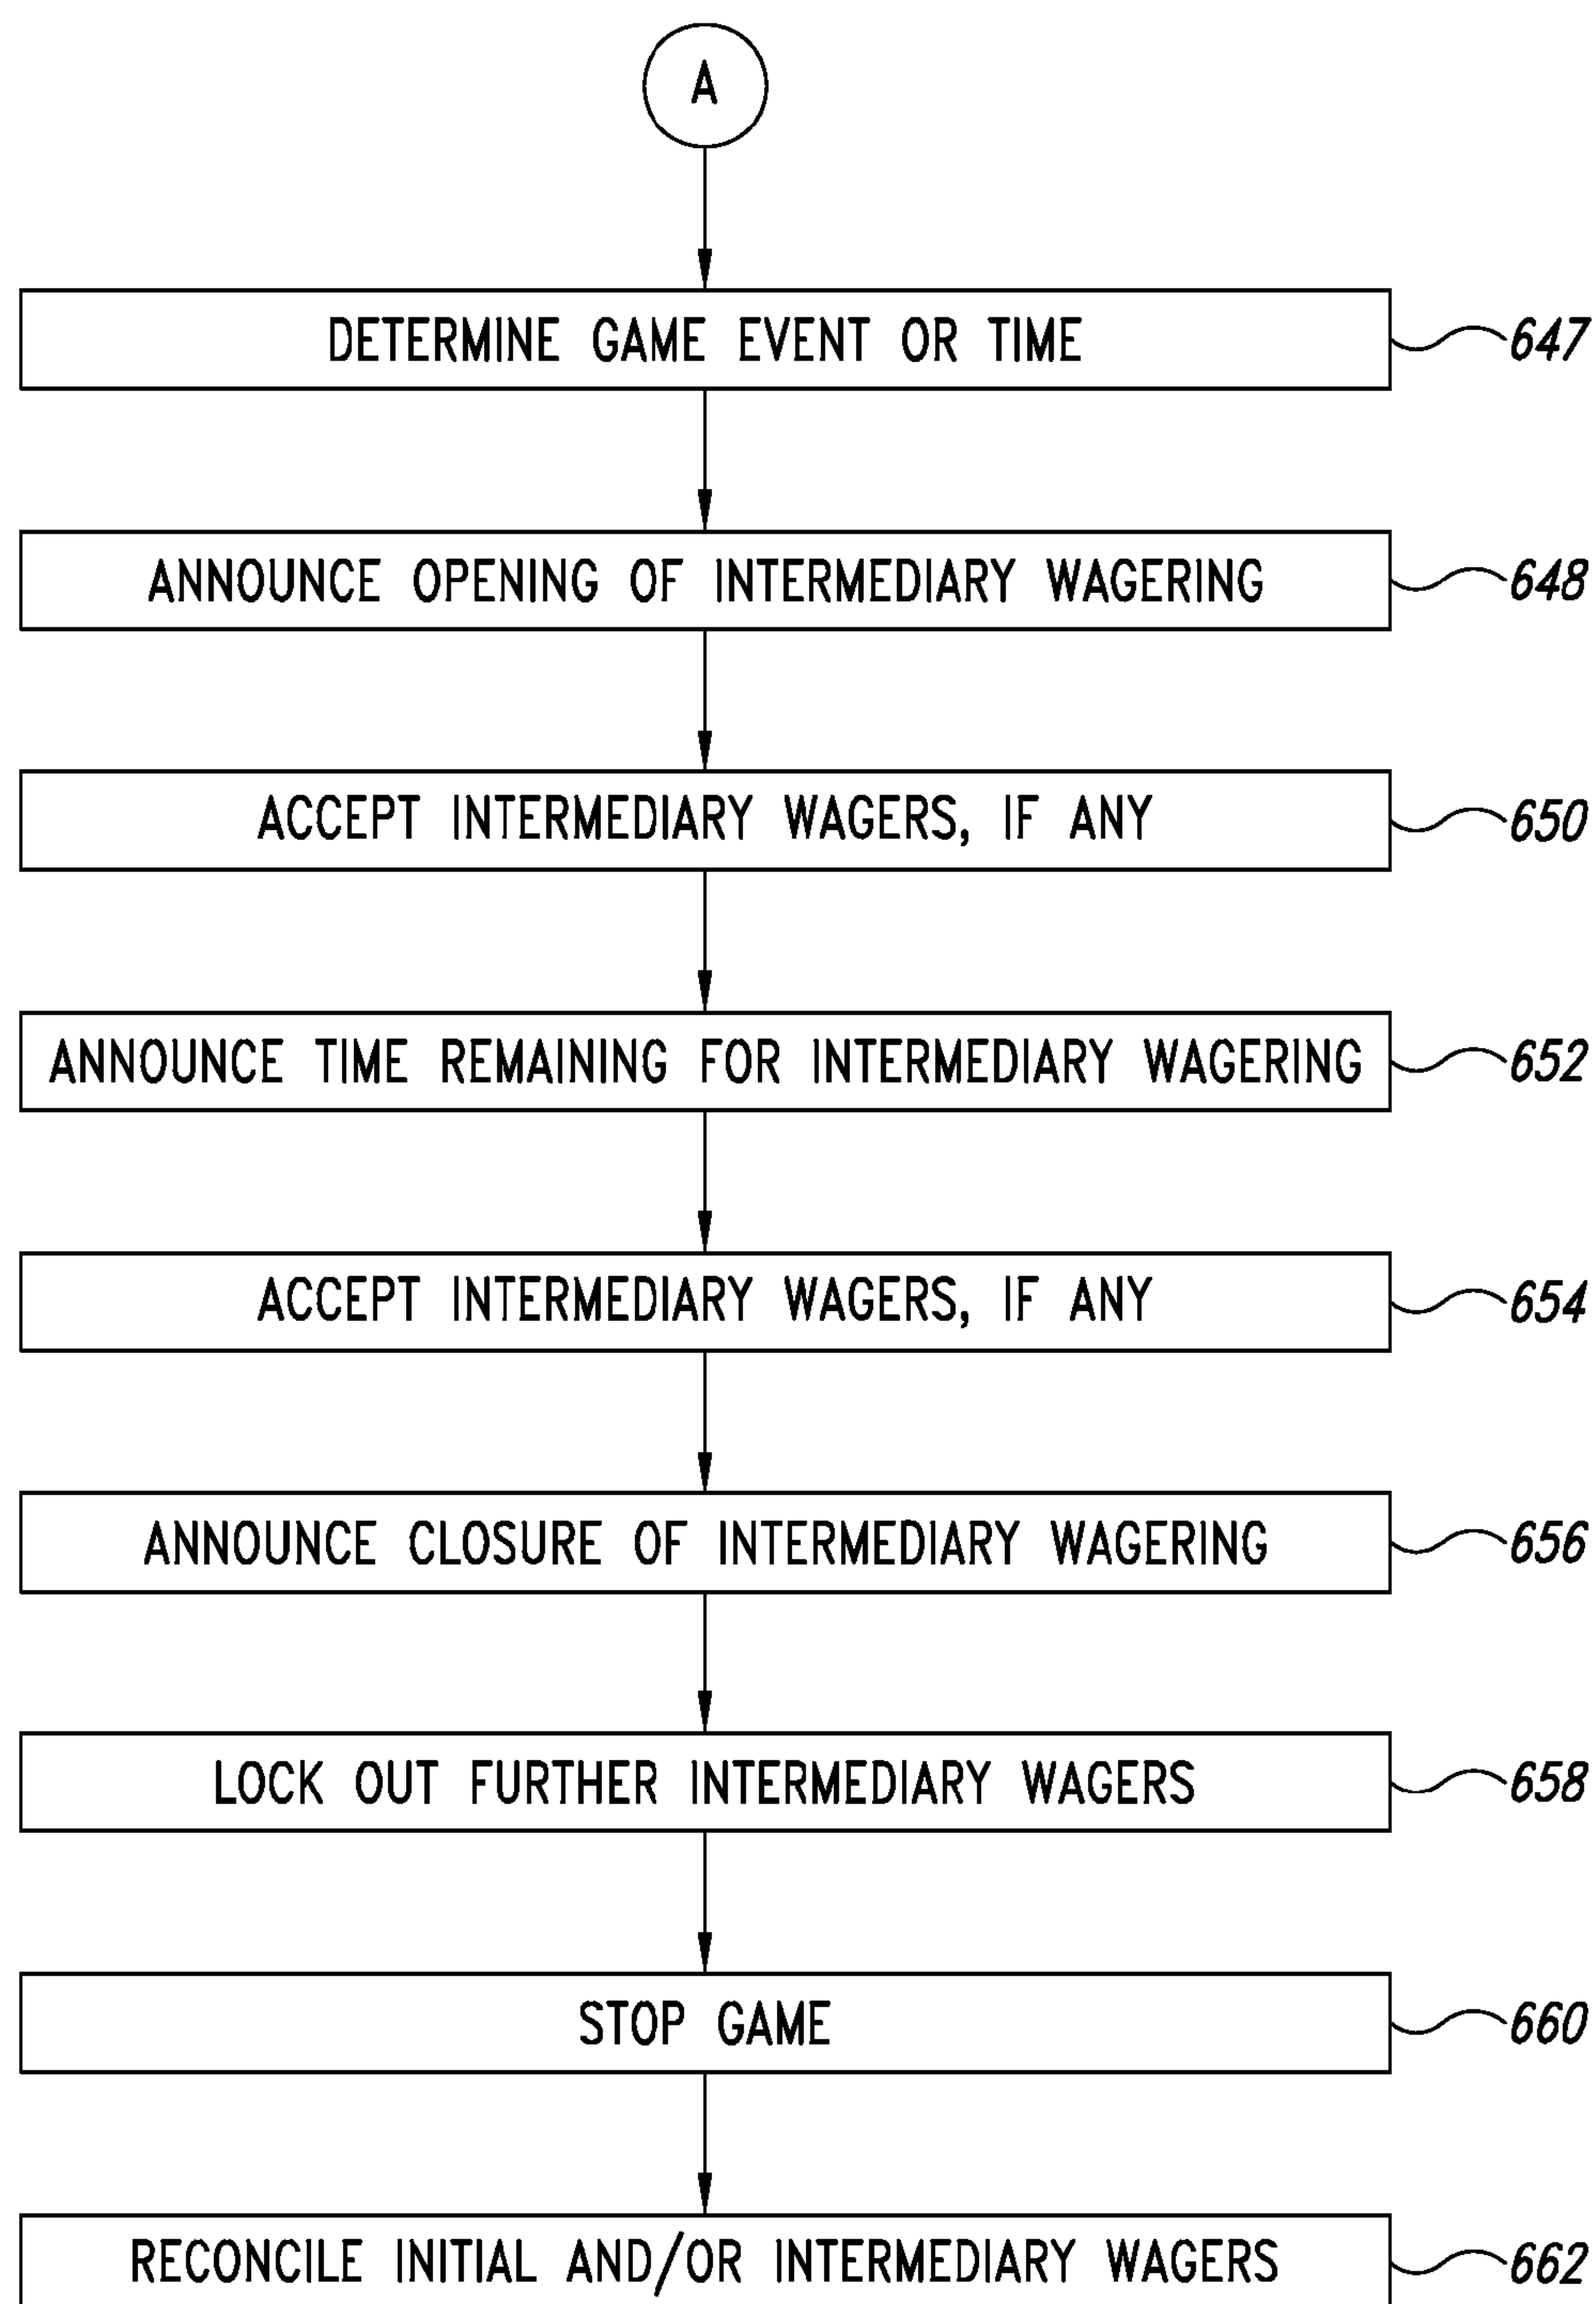 A
DETERMINE GAME EVENT OR TIME
647
ANNOUNCE OPENING OF INTERMEDIARY WAGERING
648
ACCEPT INTERMEDIARY WAGERS, IF ANY
650
ANNOUNCE TIME REMAINING FOR INTERMEDIARY WAGERING
652
ACCEPT INTERMEDIARY WAGERS, IF ANY
654
ANNOUNCE CLOSURE OF INTERMEDIARY WAGERING
656
LOCK OUT FURTHER INTERMEDIARY WAGERS
658
STOP GAME
660
RECONCILE INITIAL AND/OR INTERMEDIARY WAGERS
662